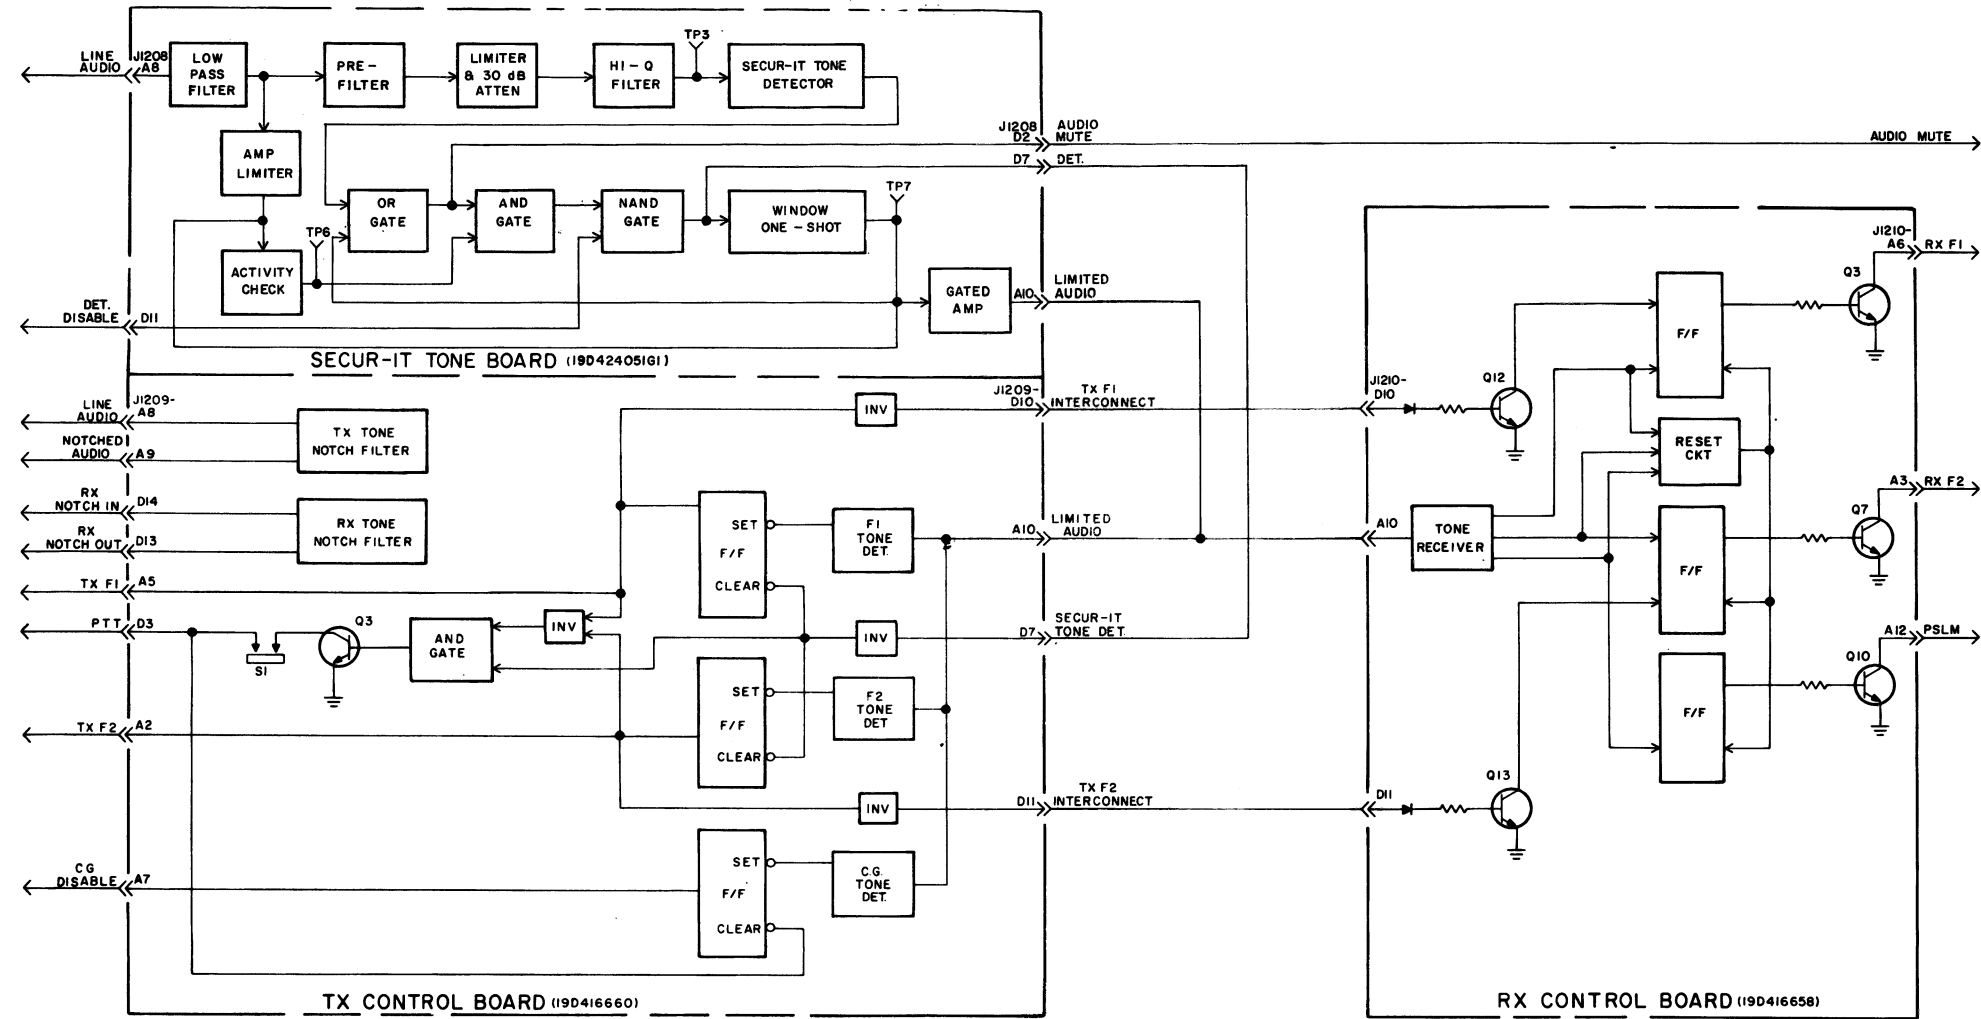 LINE
AUDIO
J1208
A8
LOW
PASS
FILTER
PRE-
FILTER
LIMITER
& 30 dB
ATTEN
HI-Q
FILTER
TP3
SECUR-IT TONE
DETECTOR
AMP
LIMITER
J1208
D2
AUDIO
MUTE
AUDIO MUTE
D7
DET.
OR
GATE
AND
GATE
NAND
GATE
WINDOW
ONE-SHOT
TP7
TP6
ACTIVITY
CHECK
GATED
AMP
A10
LIMITED
AUDIO
DET.
DISABLE
D11
SECUR-IT TONE BOARD (19D424051G1)
LINE
AUDIO
J1209-
A8
NOTCHED
AUDIO
A9
TX TONE
NOTCH FILTER
RX
NOTCH IN
D14
RX
NOTCH OUT
D13
RX TONE
NOTCH FILTER
TX F1
A5
PTT
D3
S1
Q3
AND
GATE
INV
TX F2
A2
CG
DISABLE
A7
INV
J1209-
D10
TX F1
INTERCONNECT
SET
F/F
CLEAR
F1
TONE
DET.
A10
LIMITED
AUDIO
INV
D7
SECUR-IT
TONE DET.
SET
F/F
CLEAR
F2
TONE
DET
INV
D11
TX F2
INTERCONNECT
SET
F/F
CLEAR
C.G.
TONE
DET.
TX CONTROL BOARD (19D416660)
J1210-
D10
Q12
F/F
Q3
J1210-
A6
RX F1
RESET
CKT
A10
TONE
RECEIVER
F/F
Q7
A3
RX F2
F/F
Q10
A12
PSLM
D11
Q13
RX CONTROL BOARD (19D416658)